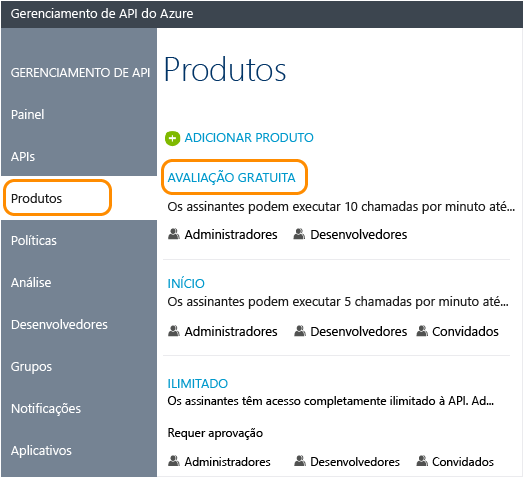 Gerenciamento de API do Azure
GERENCIAMENTO DE API
Painel
APIs
Produtos
Políticas
Análise
Desenvolvedores
Grupos
Notificações
Aplicativos
Produtos
ADICIONAR PRODUTO
AVALIAÇÃO GRATUITA
Os assinantes podem executar 10 chamadas por minuto até...
Administradores Desenvolvedores
INÍCIO
Os assinantes podem executar 5 chamadas por minuto até...
Administradores Desenvolvedores Convidados
ILIMITADO
Os assinantes têm acesso completamente ilimitado à API. Ad...
Requer aprovação
Administradores Desenvolvedores Convidados